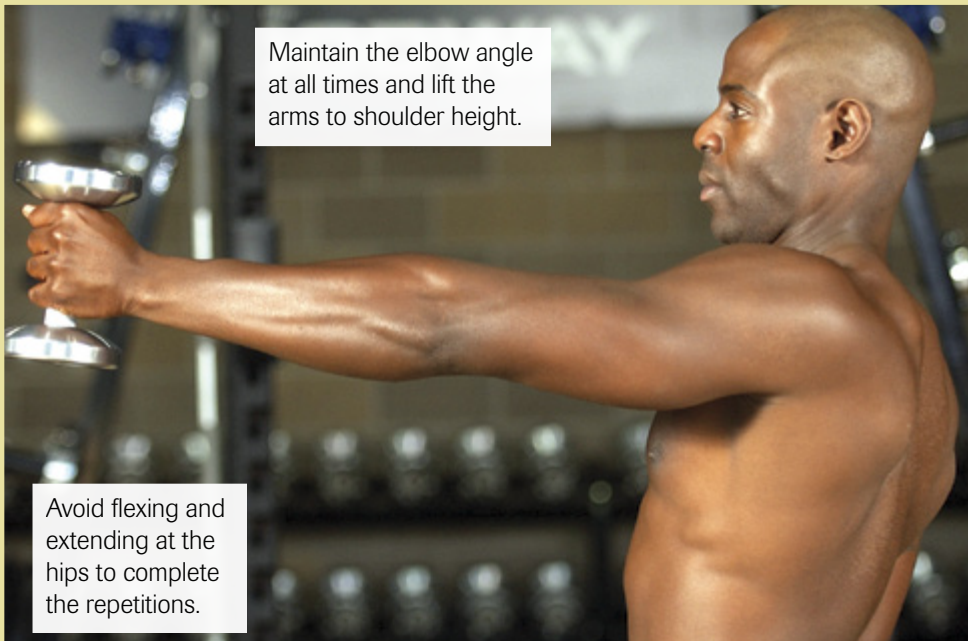 Maintain the elbow angle
at all times and lift the
arms to shoulder height.
Avoid flexing and
extending at the
hips to complete
the repetitions.